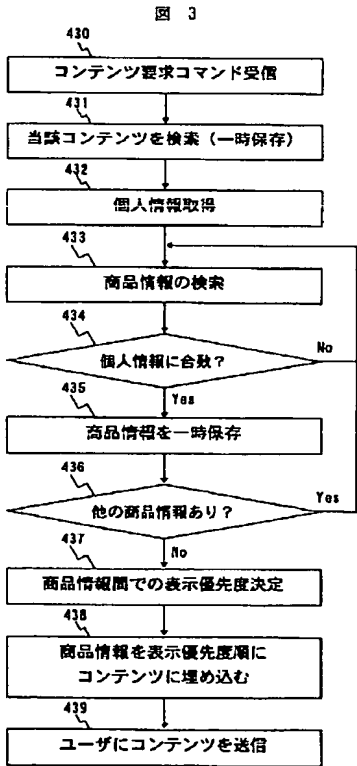 図 3
430
コンテンツ要求コマンド受信
431
当該コンテンツを検索（一時保存）
432
個人情報取得
433
商品情報の検索
434
個人情報に合致？
No
Yes
435
商品情報を一時保存
436
他の商品情報あり？
Yes
No
437
商品情報間での表示優先度決定
438
商品情報を表示優先度順に
コンテンツに埋め込む
439
ユーザにコンテンツを送信